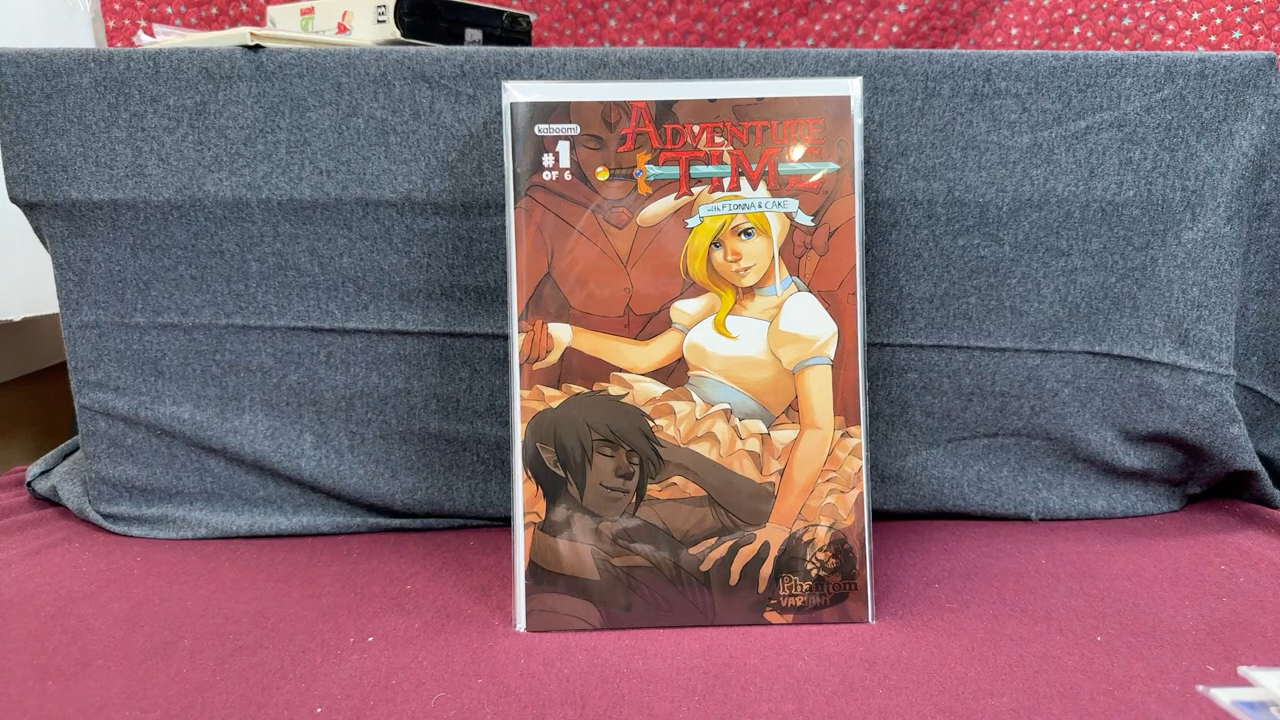 kaboom!
#1
OF 6
ADVENTURE
TIME
with FIONNA & CAKE
Phantom
-VARIANT